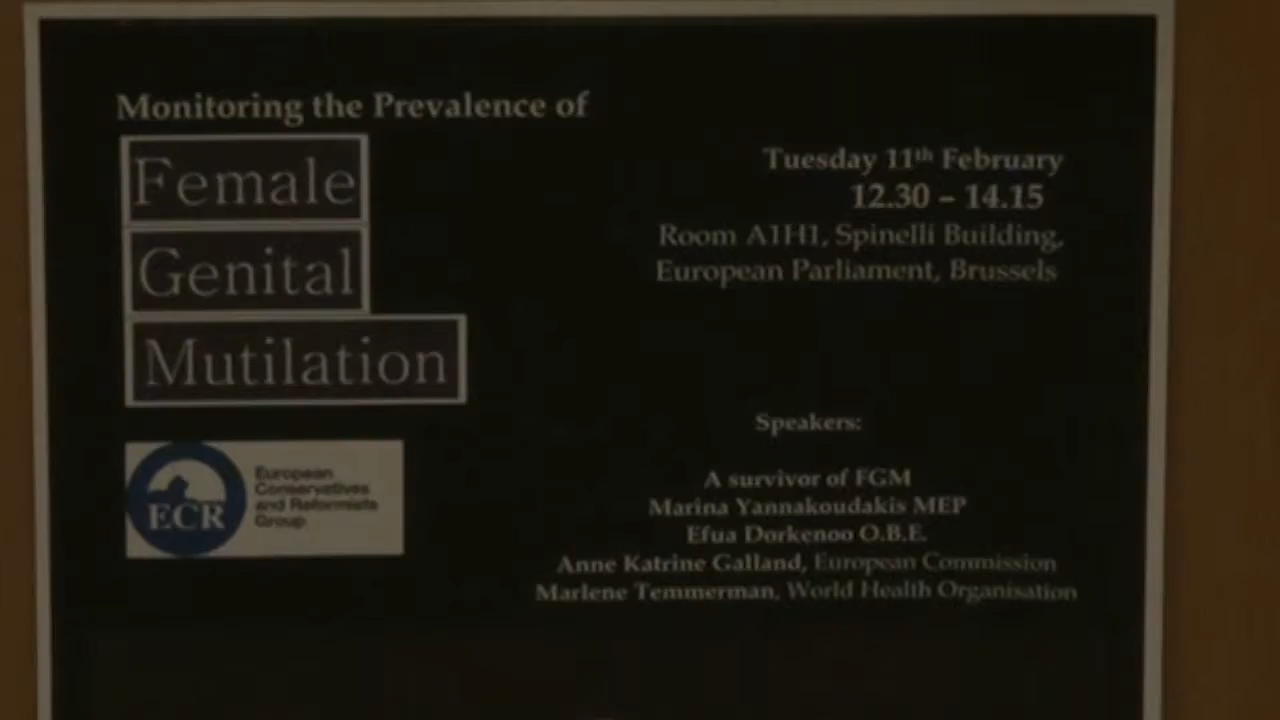 Monitoring the Prevalence of
Female
Genital
Mutilation
Tuesday 11th February
12.30 – 14.15
Room A1H1, Spinelli Building,
European Parliament, Brussels
Speakers:
A survivor of FGM
Marina Yannakoudakis MEP
Efua Dorkenoo O.B.E.
Anne Katrine Galland, European Commission
Marlene Temmerman, World Health Organisation
ECR
European
Conservatives
and Reformists
Group